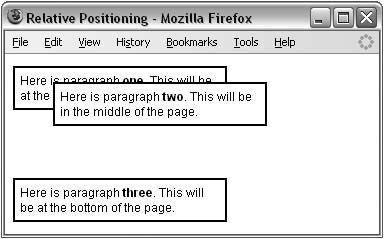 Relative Positioning - Mozilla Firefox
File Edit View History Bookmarks Tools Help
Here is paragraph one. This will be
at the
Here is paragraph two. This will be
in the middle of the page.
Here is paragraph three. This will
be at the bottom of the page.